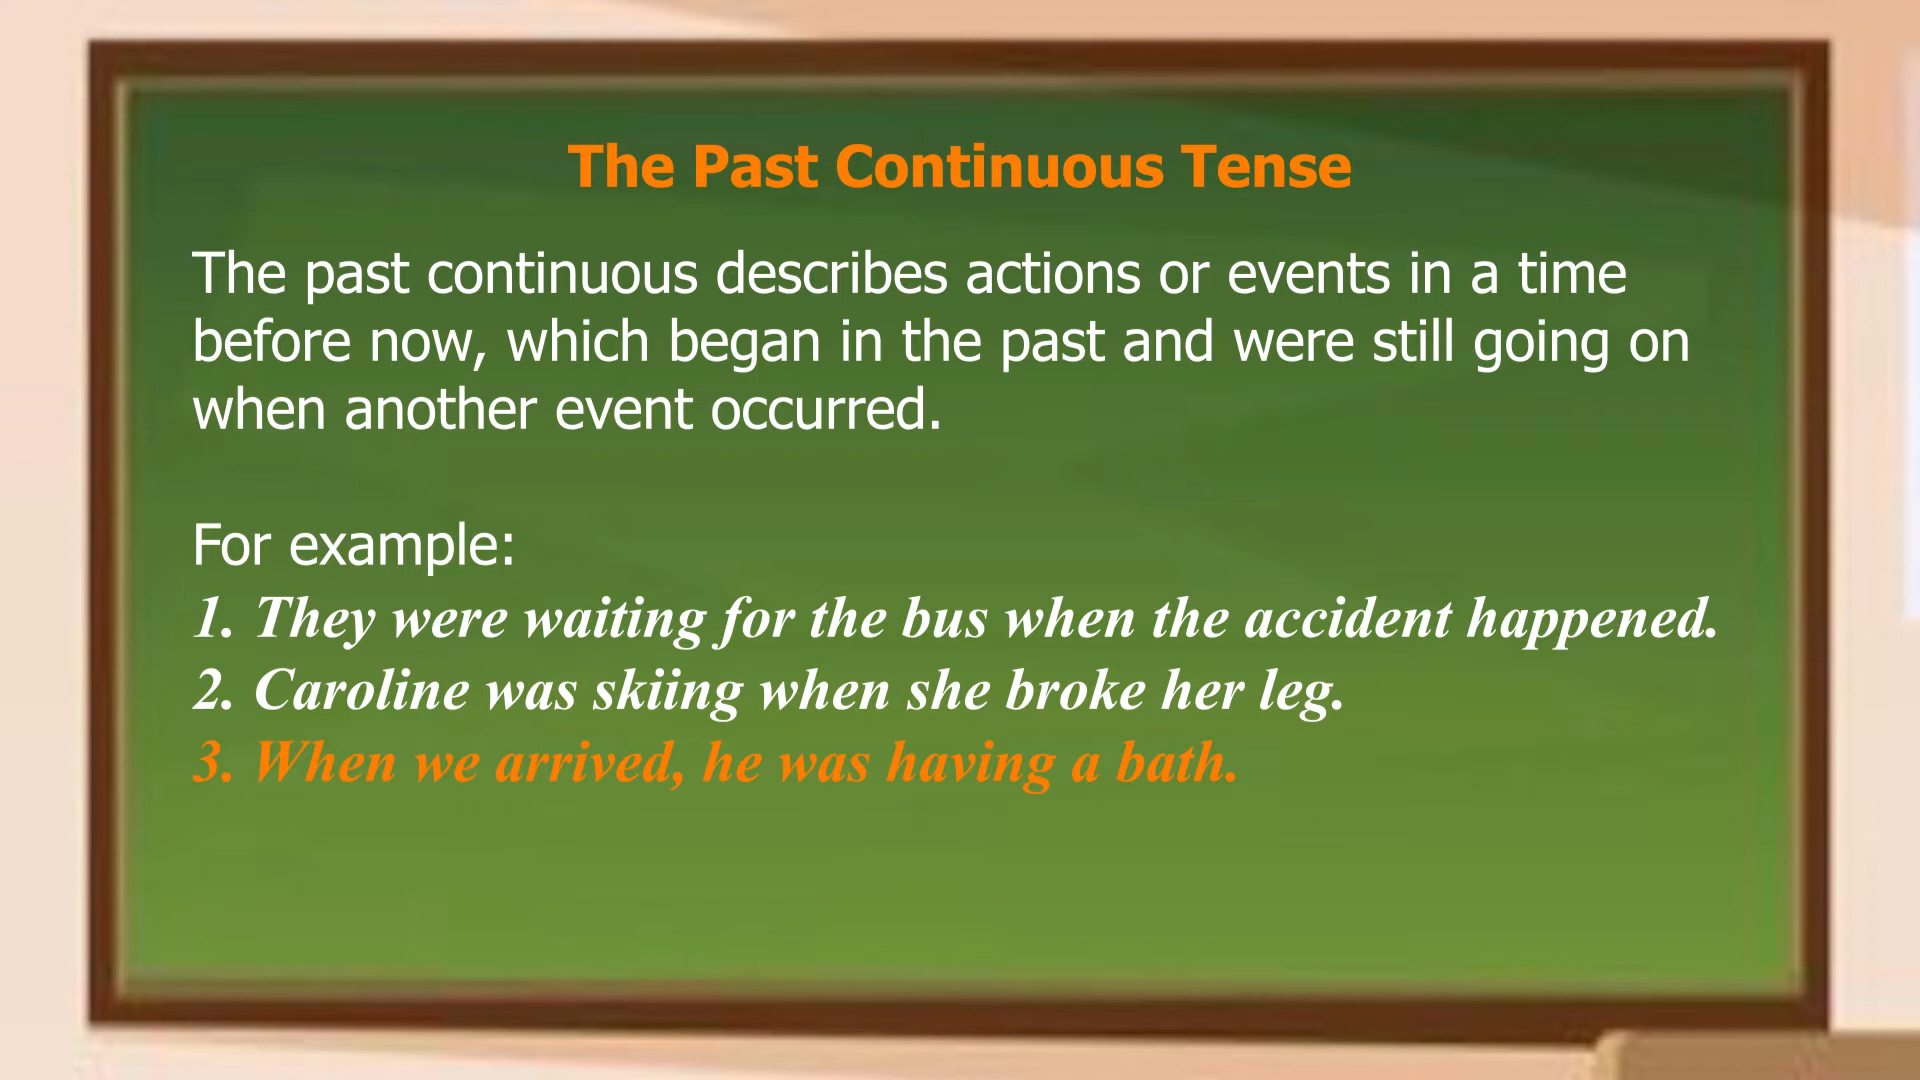 The Past Continuous Tense
The past continuous describes actions or events in a time
before now, which began in the past and were still going on
when another event occurred.
For example:
1. They were waiting for the bus when the accident happened.
2. Caroline was skiing when she broke her leg.
3. When we arrived, he was having a bath.